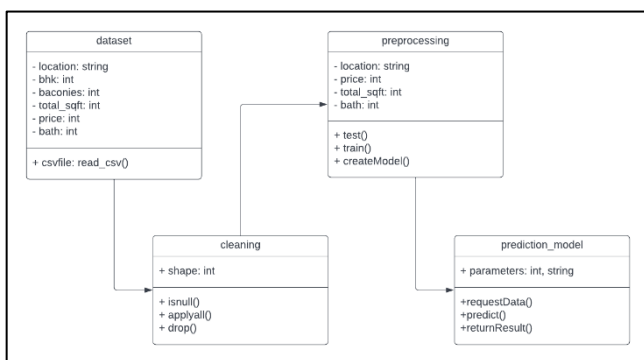 dataset
- location: string
- bhk: int
- baconies: int
- total_sqft: int
- price: int
- bath: int
+ csvfile: read_csv()
preprocessing
- location: string
- price: int
- total_sqft: int
- bath: int
+ test()
+ train()
+ createModel()
cleaning
+ shape: int
+ isnull()
+ applyall()
+ drop()
prediction_model
+ parameters: int, string
+requestData()
+predict()
+returnResult()